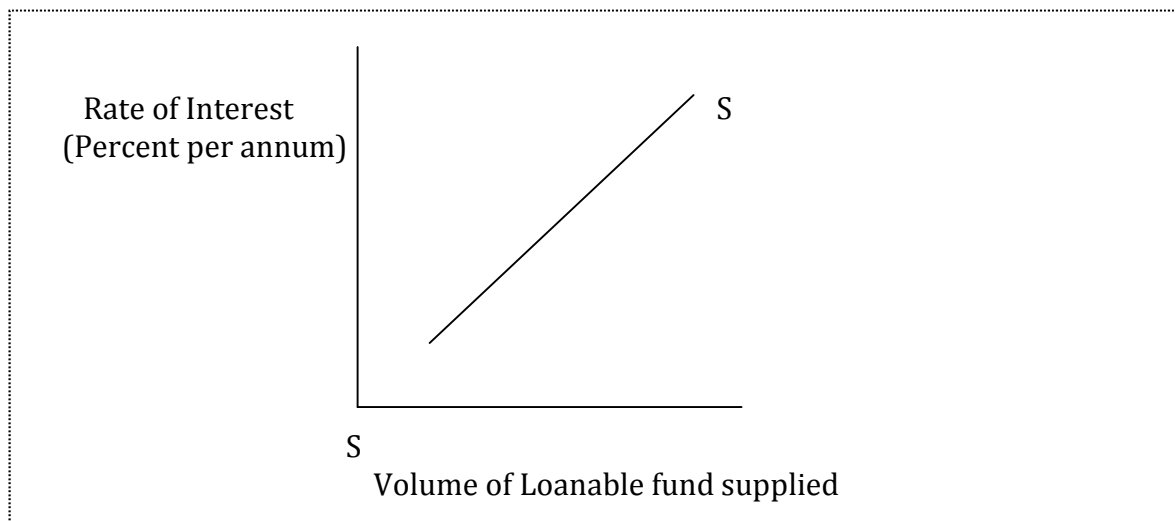 Rate of Interest
(Percent per annum)
S
S
Volume of Loanable fund supplied